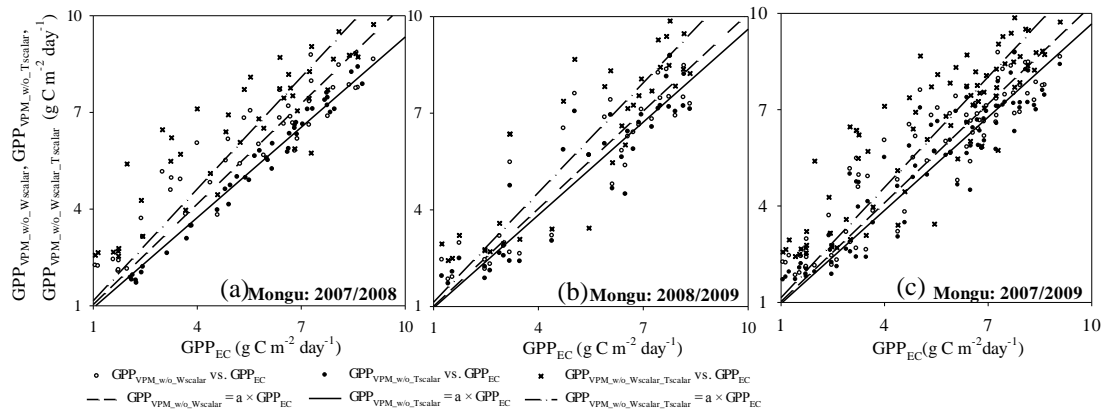 GPP_VPM_w/o_Wscalar, GPP_VPM_w/o_Tscalar,
GPP_VPM_w/o_Wscalar_Tscalar (g C m⁻² day⁻¹)
10
7
4
1
(a) Mongu: 2007/2008
1 4 7 10
GPP_EC (g C m⁻² day⁻¹)
10
7
4
1
(b) Mongu: 2008/2009
1 4 7 10
GPP_EC (g C m⁻² day⁻¹)
10
7
4
1
(c) Mongu: 2007/2009
1 4 7 10
GPP_EC(g C m⁻² day⁻¹)
GPP_VPM_w/o_Wscalar vs. GPP_EC GPP_VPM_w/o_Tscalar vs. GPP_EC GPP_VPM_w/o_Wscalar_Tscalar vs. GPP_EC
GPP_VPM_w/o_Wscalar = a × GPP_EC GPP_VPM_w/o_Tscalar = a × GPP_EC GPP_VPM_w/o_Wscalar_Tscalar = a × GPP_EC